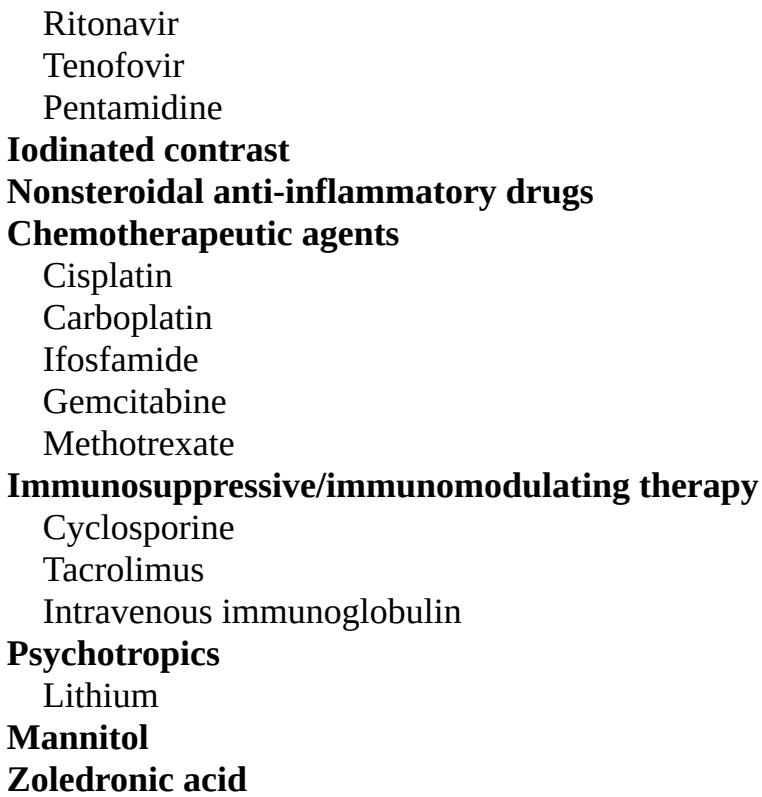 Ritonavir
Tenofovir
Pentamidine
Iodinated contrast
Nonsteroidal anti-inflammatory drugs
Chemotherapeutic agents
Cisplatin
Carboplatin
Ifosfamide
Gemcitabine
Methotrexate
Immunosuppressive/immunomodulating therapy
Cyclosporine
Tacrolimus
Intravenous immunoglobulin
Psychotropics
Lithium
Mannitol
Zoledronic acid